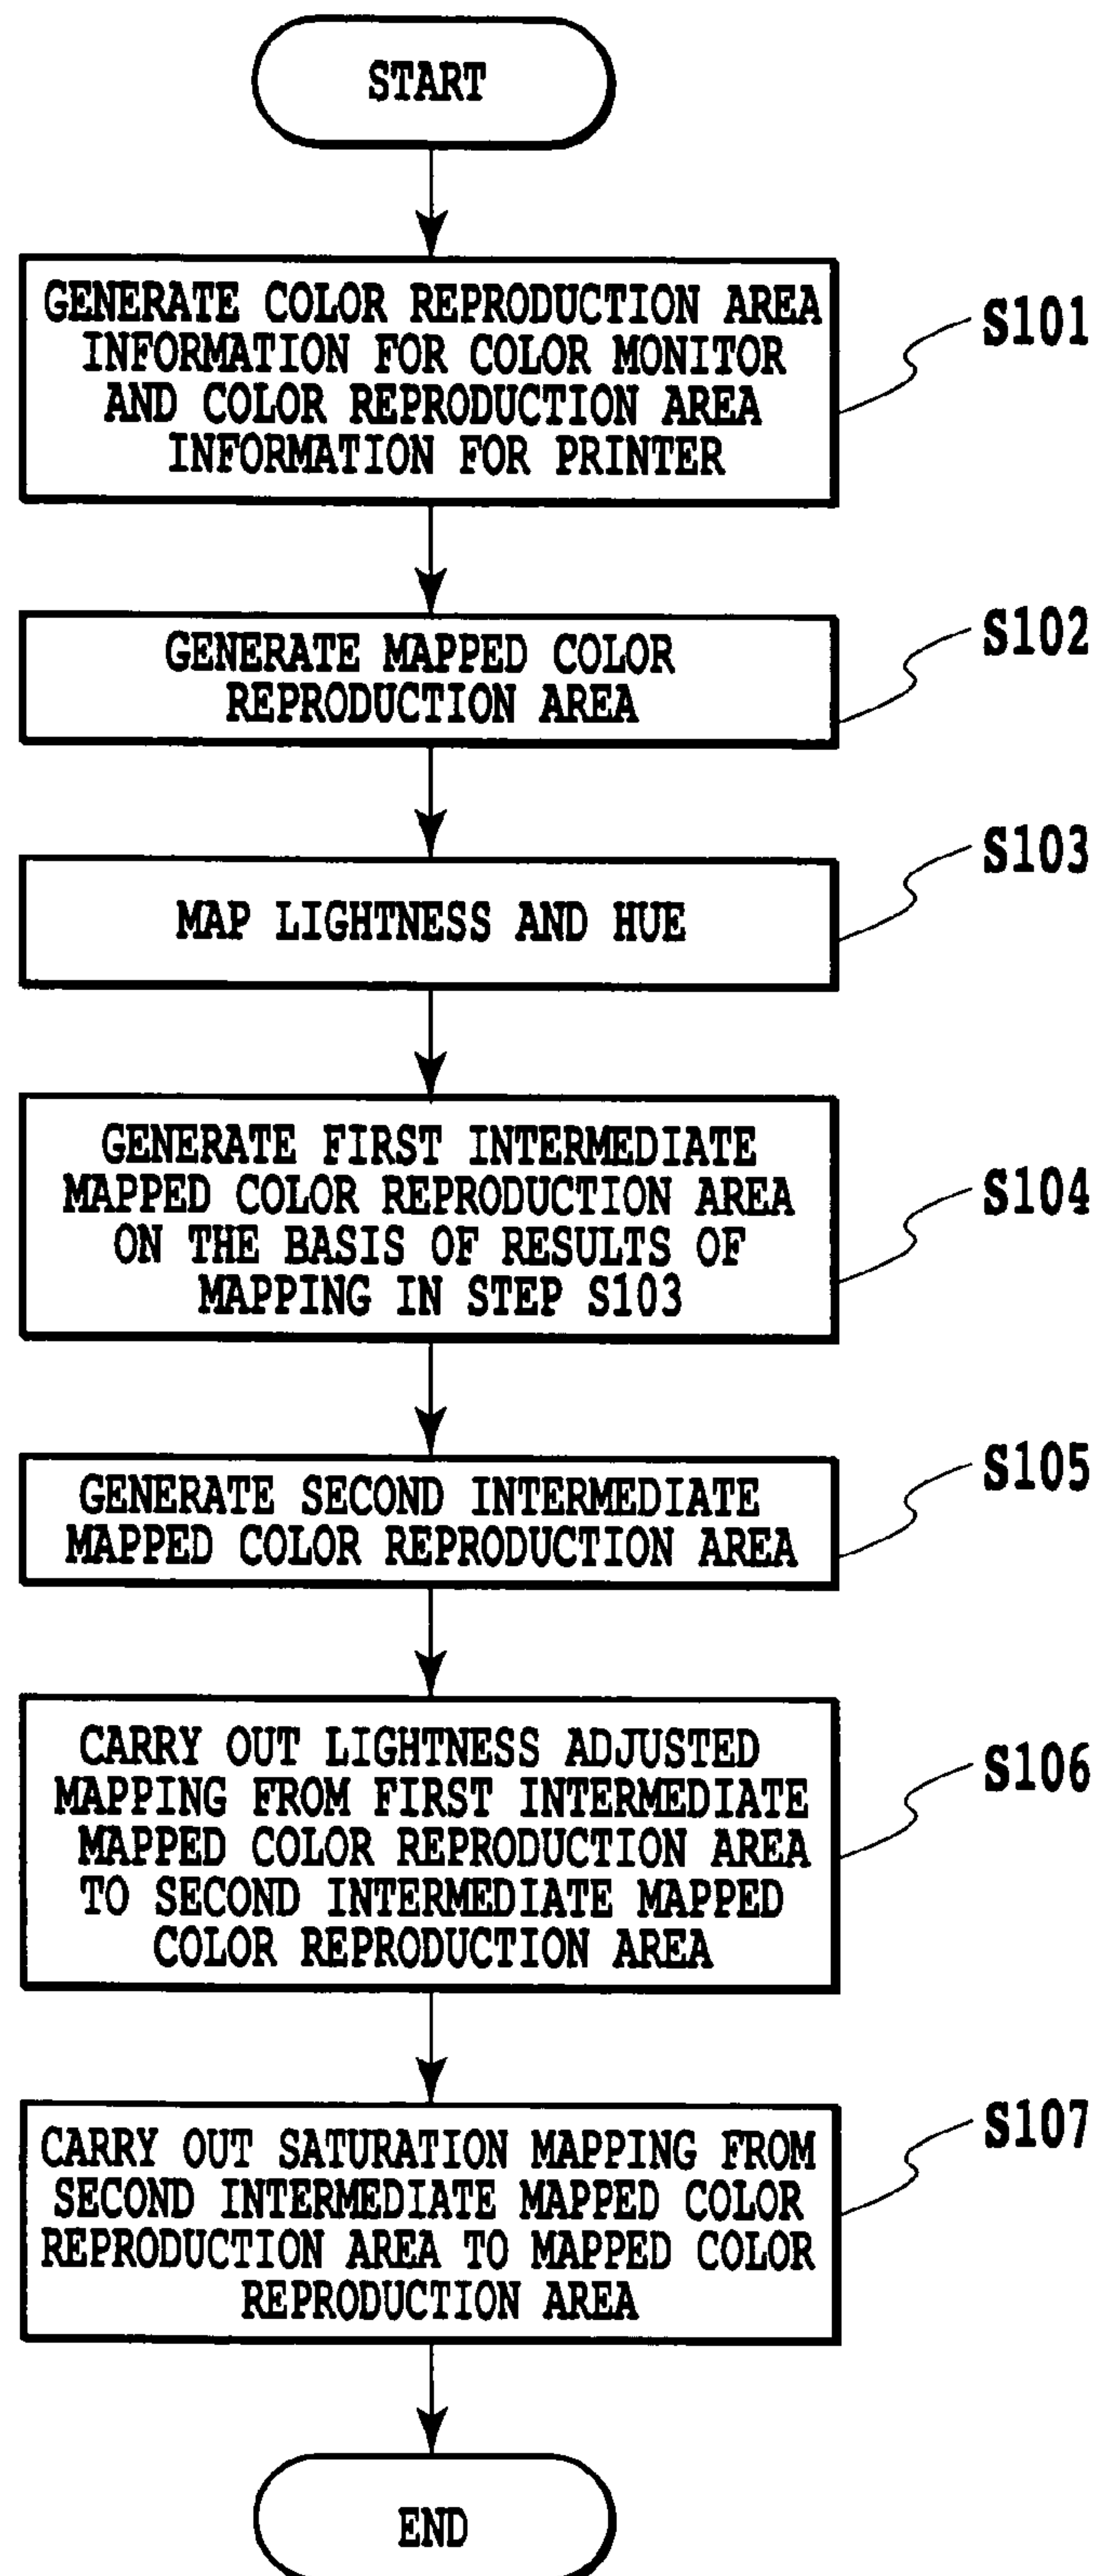 START
GENERATE COLOR REPRODUCTION AREA
INFORMATION FOR COLOR MONITOR
AND COLOR REPRODUCTION AREA
INFORMATION FOR PRINTER
S101
GENERATE MAPPED COLOR
REPRODUCTION AREA
S102
MAP LIGHTNESS AND HUE
S103
GENERATE FIRST INTERMEDIATE
MAPPED COLOR REPRODUCTION AREA
ON THE BASIS OF RESULTS OF
MAPPING IN STEP S103
S104
GENERATE SECOND INTERMEDIATE
MAPPED COLOR REPRODUCTION AREA
S105
CARRY OUT LIGHTNESS ADJUSTED
MAPPING FROM FIRST INTERMEDIATE
MAPPED COLOR REPRODUCTION AREA
TO SECOND INTERMEDIATE MAPPED
COLOR REPRODUCTION AREA
S106
CARRY OUT SATURATION MAPPING FROM
SECOND INTERMEDIATE MAPPED COLOR
REPRODUCTION AREA TO MAPPED COLOR
REPRODUCTION AREA
S107
END